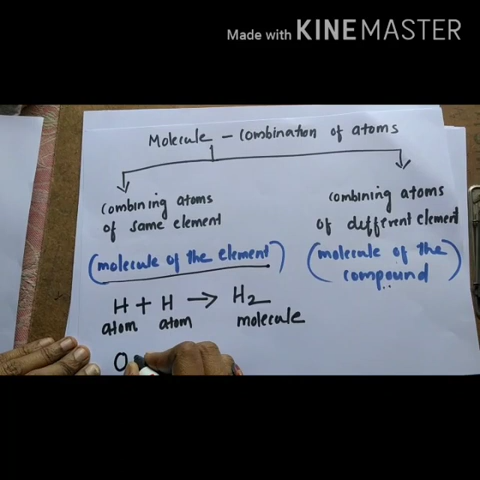 Made with KINEMASTER
Molecule - Combination of atoms
Combining atoms
of same element
(molecule of the element)
combining atoms
of different element
(molecule of the
compound)
H + H → H2
atom atom molecule
O